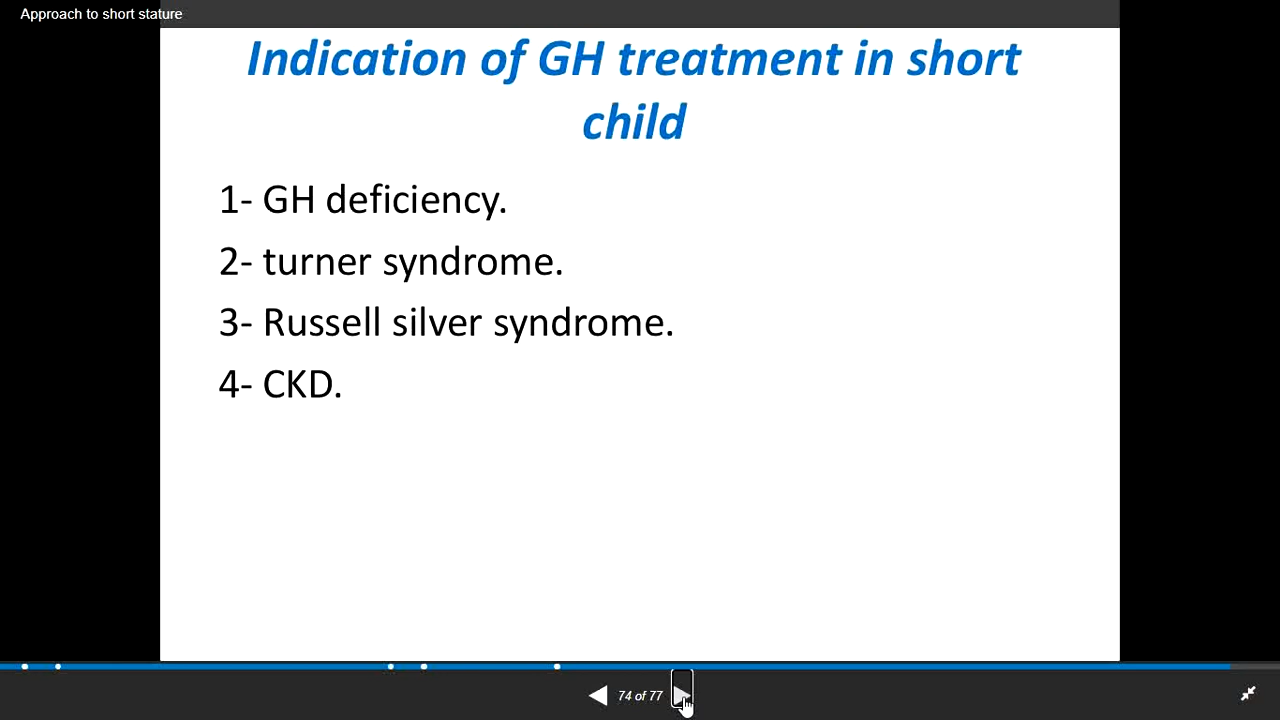 Approach to short stature
Indication of GH treatment in short
child
1- GH deficiency.
2- turner syndrome.
3- Russell silver syndrome.
4- CKD.
74 of 77